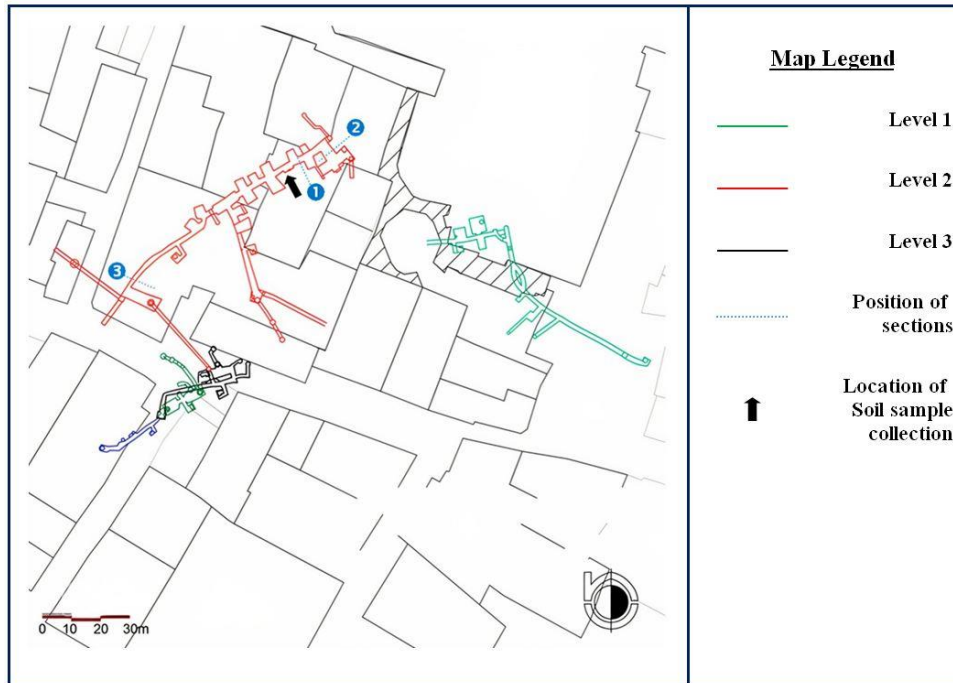 2
1
3
0 10 20 30m
Map Legend
Level 1
Level 2
Level 3
Position of
sections
Location of
Soil sample
collection